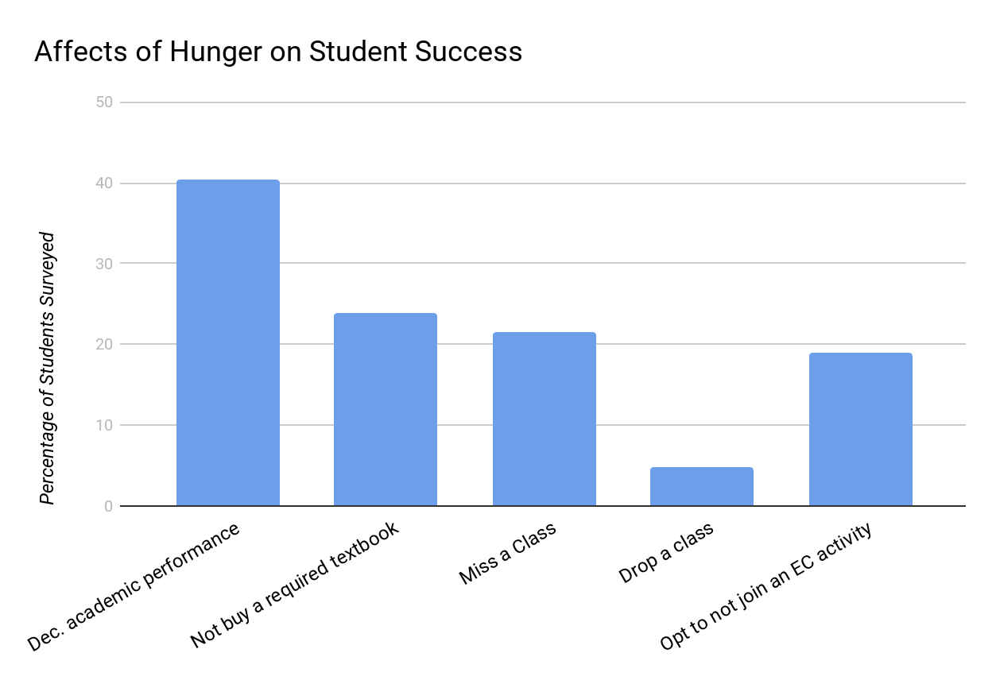 Affects of Hunger on Student Success
50
40
30
20
10
0
Percentage of Students Surveyed
Dec. academic performance
Not buy a required textbook
Miss a Class
Drop a class
Opt to not join an EC activity